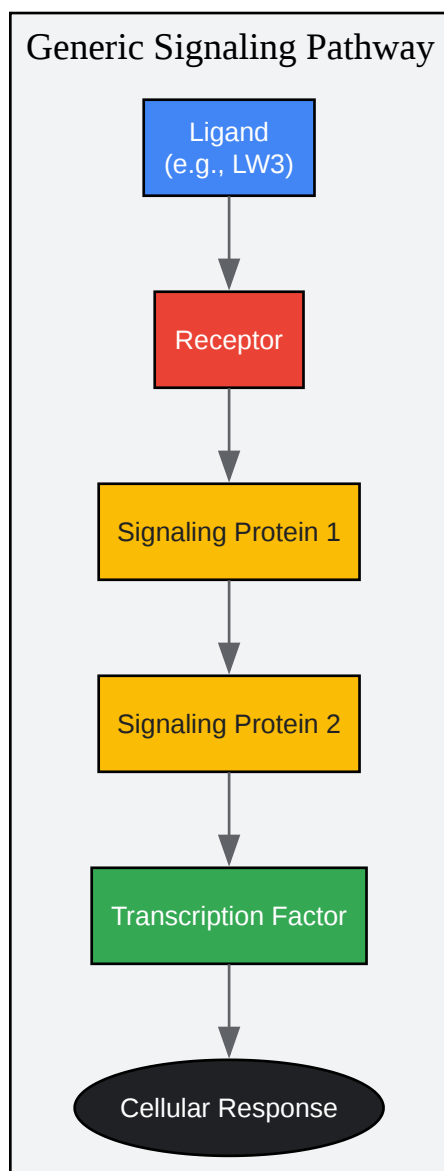 Generic Signaling Pathway
Ligand
(e.g., LW3)
Receptor
Signaling Protein 1
Signaling Protein 2
Transcription Factor
Cellular Response